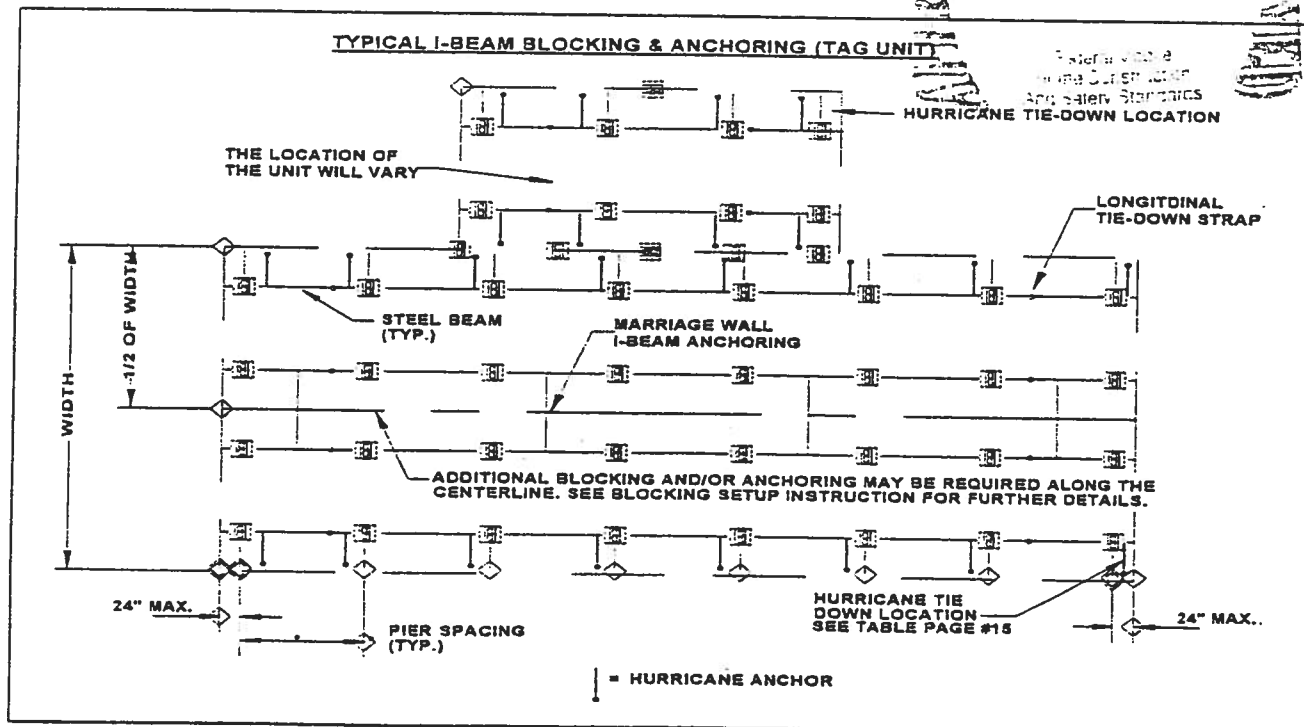 TYPICAL I-BEAM BLOCKING & ANCHORING (TAG UNIT)
And Safety Standards
HURRICANE TIE-DOWN LOCATION
THE LOCATION OF
THE UNIT WILL VARY
LONGITDINAL
TIE-DOWN STRAP
WIDTH
1/2 OF WIDTH
STEEL BEAM
(TYP.)
MARRIAGE WALL
I-BEAM ANCHORING
ADDITIONAL BLOCKING AND/OR ANCHORING MAY BE REQUIRED ALONG THE
CENTERLINE. SEE BLOCKING SETUP INSTRUCTION FOR FURTHER DETAILS.
24" MAX.
PIER SPACING
(TYP.)
HURRICANE TIE
DOWN LOCATION
SEE TABLE PAGE #15
24" MAX..
= HURRICANE ANCHOR